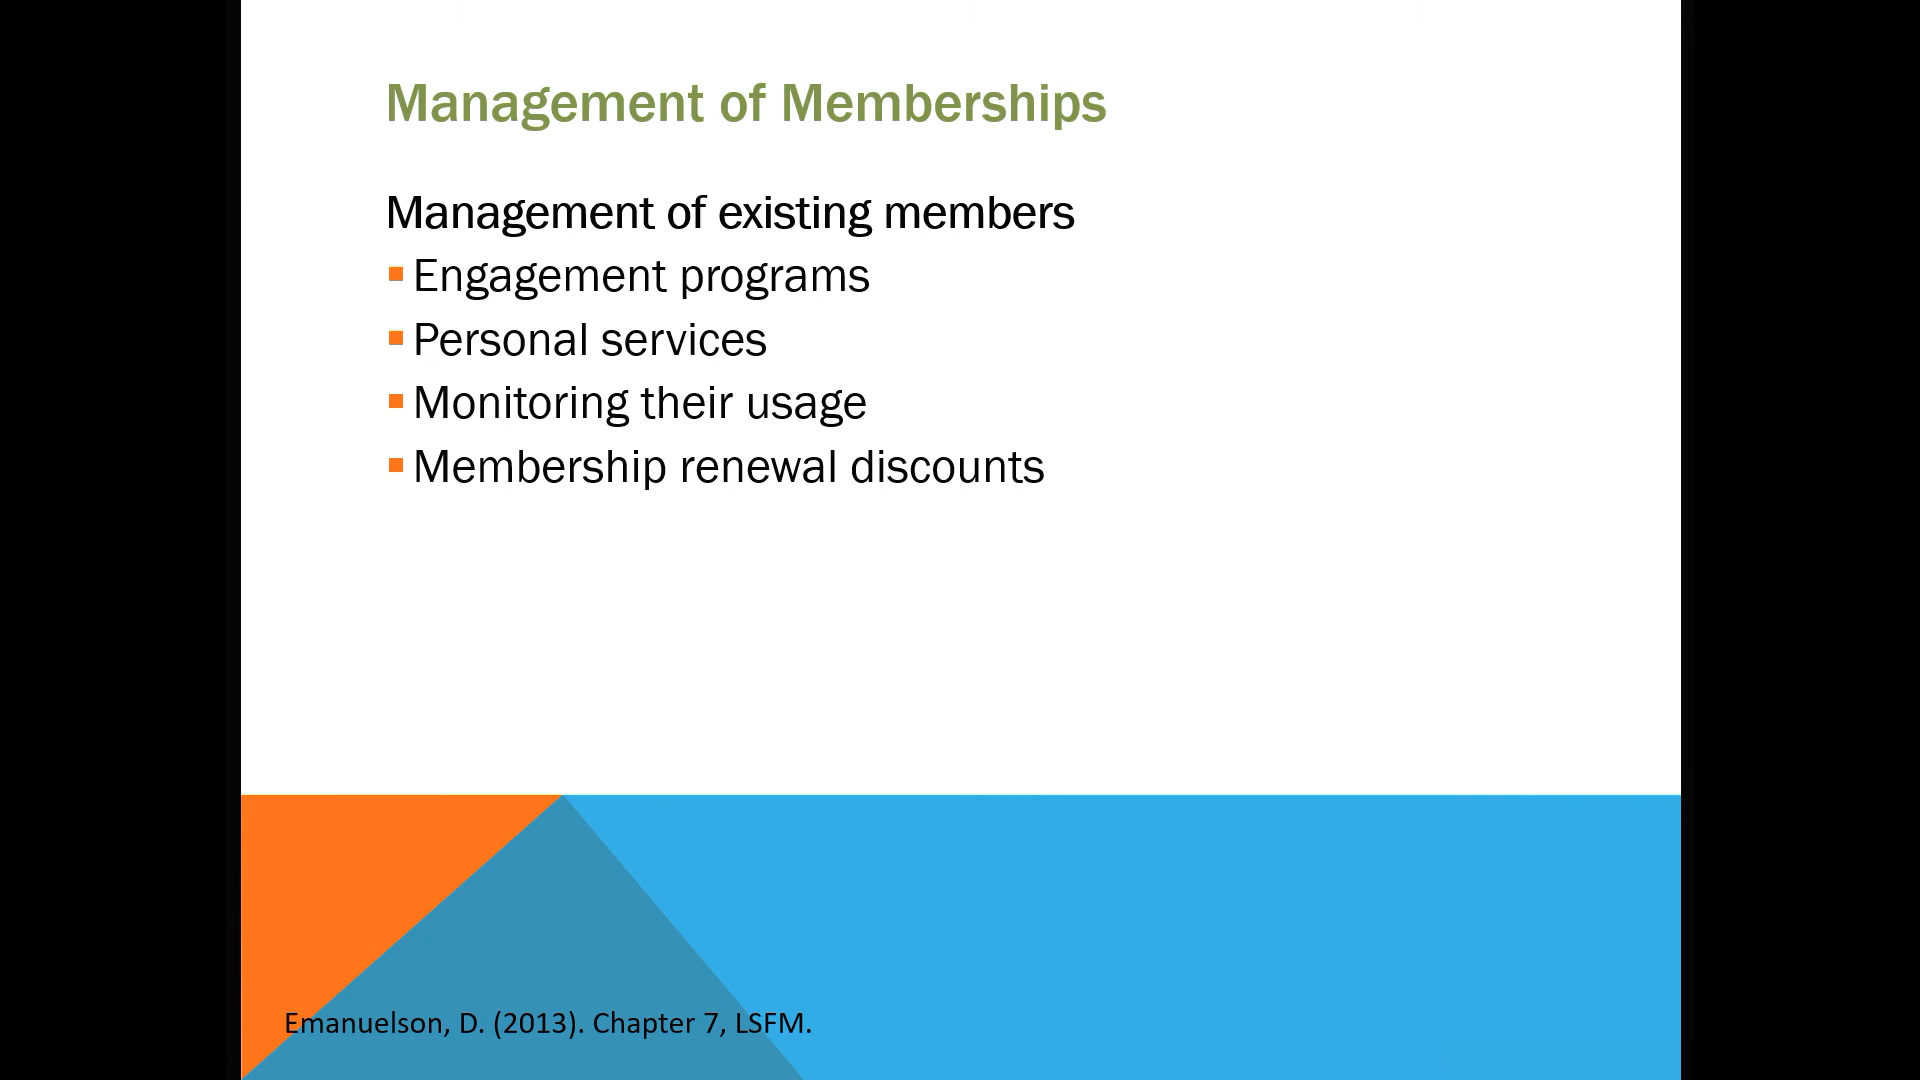 Management of Memberships
Management of existing members
Engagement programs
Personal services
Monitoring their usage
Membership renewal discounts
Emanuelson, D. (2013). Chapter 7, LSFM.